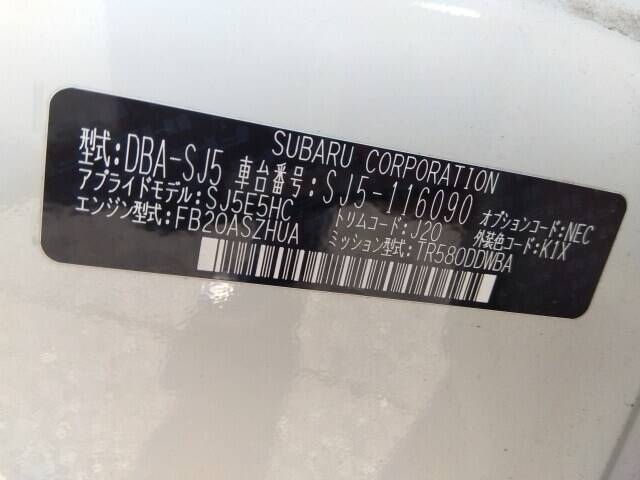 SUBARU CORPORATION
型式:DBA-SJ5 車台番号:SJ5-116090
アプライドモデル:SJ5E5HC トリムコード:J20 オプションコード:NEC
エンジン型式:FB20ASZHUA ミッション型式:TR580DDWBA 外装色コード:K1X